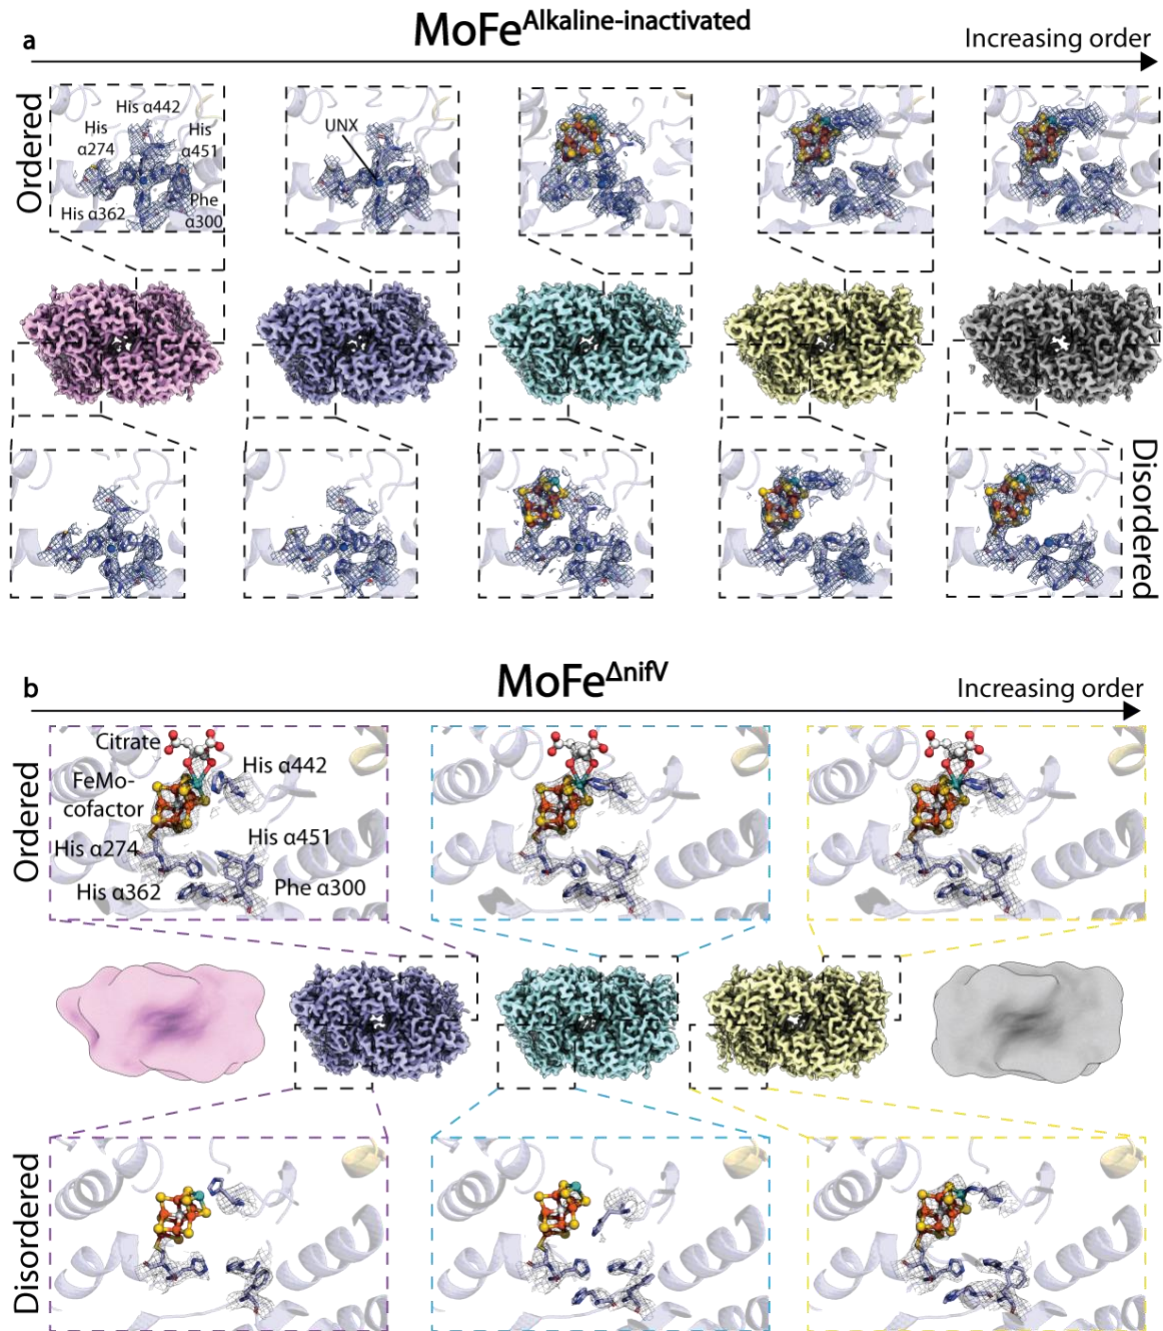 MoFe^Alkaline-inactivated
a
Increasing order
Ordered
His α442
His
α274
His
α451
His α362
Phe
α300
UNX
Disordered
MoFe^ΔnifV
b
Increasing order
Ordered
Citrate
His α442
FeMo-
cofactor
His α451
His α274
His α362
Phe α300
Disordered